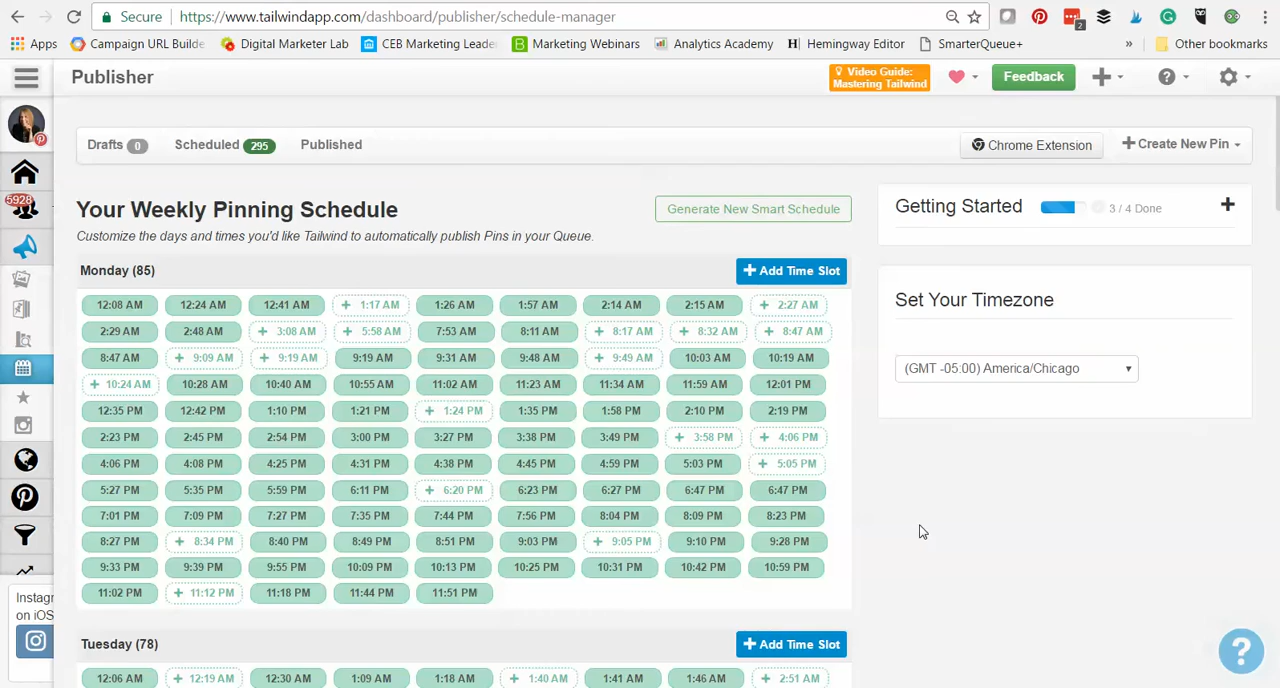 Secure https://www.tailwindapp.com/dashboard/publisher/schedule-manager
2
Apps Campaign URL Builde Digital Marketer Lab CEB Marketing Leade Marketing Webinars Analytics Academy Hemingway Editor SmarterQueue+ » Other bookmarks
Publisher
Video Guide:
Mastering Tailwind
Feedback
Drafts 0 Scheduled 295 Published Chrome Extension + Create New Pin
5928
Your Weekly Pinning Schedule
Generate New Smart Schedule
Customize the days and times you'd like Tailwind to automatically publish Pins in your Queue.
Monday (85) + Add Time Slot
12:08 AM 12:24 AM 12:41 AM + 1:17 AM 1:26 AM 1:57 AM 2:14 AM 2:15 AM + 2:27 AM
2:29 AM 2:48 AM + 3:08 AM + 5:58 AM 7:53 AM 8:11 AM + 8:17 AM + 8:32 AM + 8:47 AM
8:47 AM + 9:09 AM + 9:19 AM 9:19 AM 9:31 AM 9:48 AM + 9:49 AM 10:03 AM 10:19 AM
+ 10:24 AM 10:28 AM 10:40 AM 10:55 AM 11:02 AM 11:23 AM 11:34 AM 11:59 AM 12:01 PM
12:35 PM 12:42 PM 1:10 PM 1:21 PM + 1:24 PM 1:35 PM 1:58 PM 2:10 PM 2:19 PM
2:23 PM 2:45 PM 2:54 PM 3:00 PM 3:27 PM 3:38 PM 3:49 PM + 3:58 PM + 4:06 PM
4:06 PM 4:08 PM 4:25 PM 4:31 PM 4:38 PM 4:45 PM 4:59 PM 5:03 PM + 5:05 PM
5:27 PM 5:35 PM 5:59 PM 6:11 PM + 6:20 PM 6:23 PM 6:27 PM 6:47 PM 6:47 PM
7:01 PM 7:09 PM 7:27 PM 7:35 PM 7:44 PM 7:56 PM 8:04 PM 8:09 PM 8:23 PM
8:27 PM + 8:34 PM 8:40 PM 8:49 PM 8:51 PM 9:03 PM + 9:05 PM 9:10 PM 9:28 PM
9:33 PM 9:39 PM 9:55 PM 10:09 PM 10:13 PM 10:25 PM 10:31 PM 10:42 PM 10:59 PM
11:02 PM + 11:12 PM 11:18 PM 11:44 PM 11:51 PM
Tuesday (78) + Add Time Slot
12:06 AM + 12:19 AM 12:30 AM 1:09 AM 1:18 AM + 1:40 AM 1:41 AM 1:46 AM + 2:51 AM
Getting Started 3 / 4 Done +
Set Your Timezone
(GMT -05:00) America/Chicago
Instagr
on iOS
?